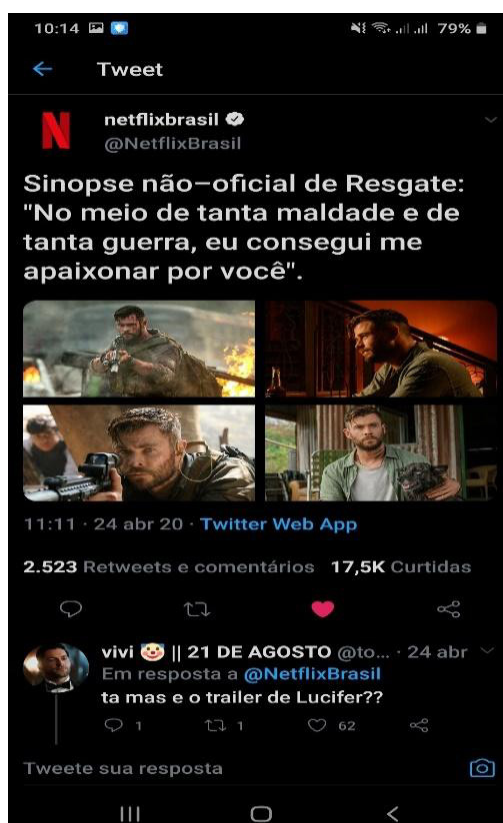 10:14 79%
Tweet
netflixbrasil
@NetflixBrasil
Sinopse não-oficial de Resgate:
"No meio de tanta maldade e de
tanta guerra, eu consegui me
apaixonar por você".
11:11 · 24 abr 20 · Twitter Web App
2.523 Retweets e comentários 17,5K Curtidas
vivi 🤡 || 21 DE AGOSTO @to... · 24 abr
Em resposta a @NetflixBrasil
ta mas e o trailer de Lucifer??
1 1 62
Tweete sua resposta